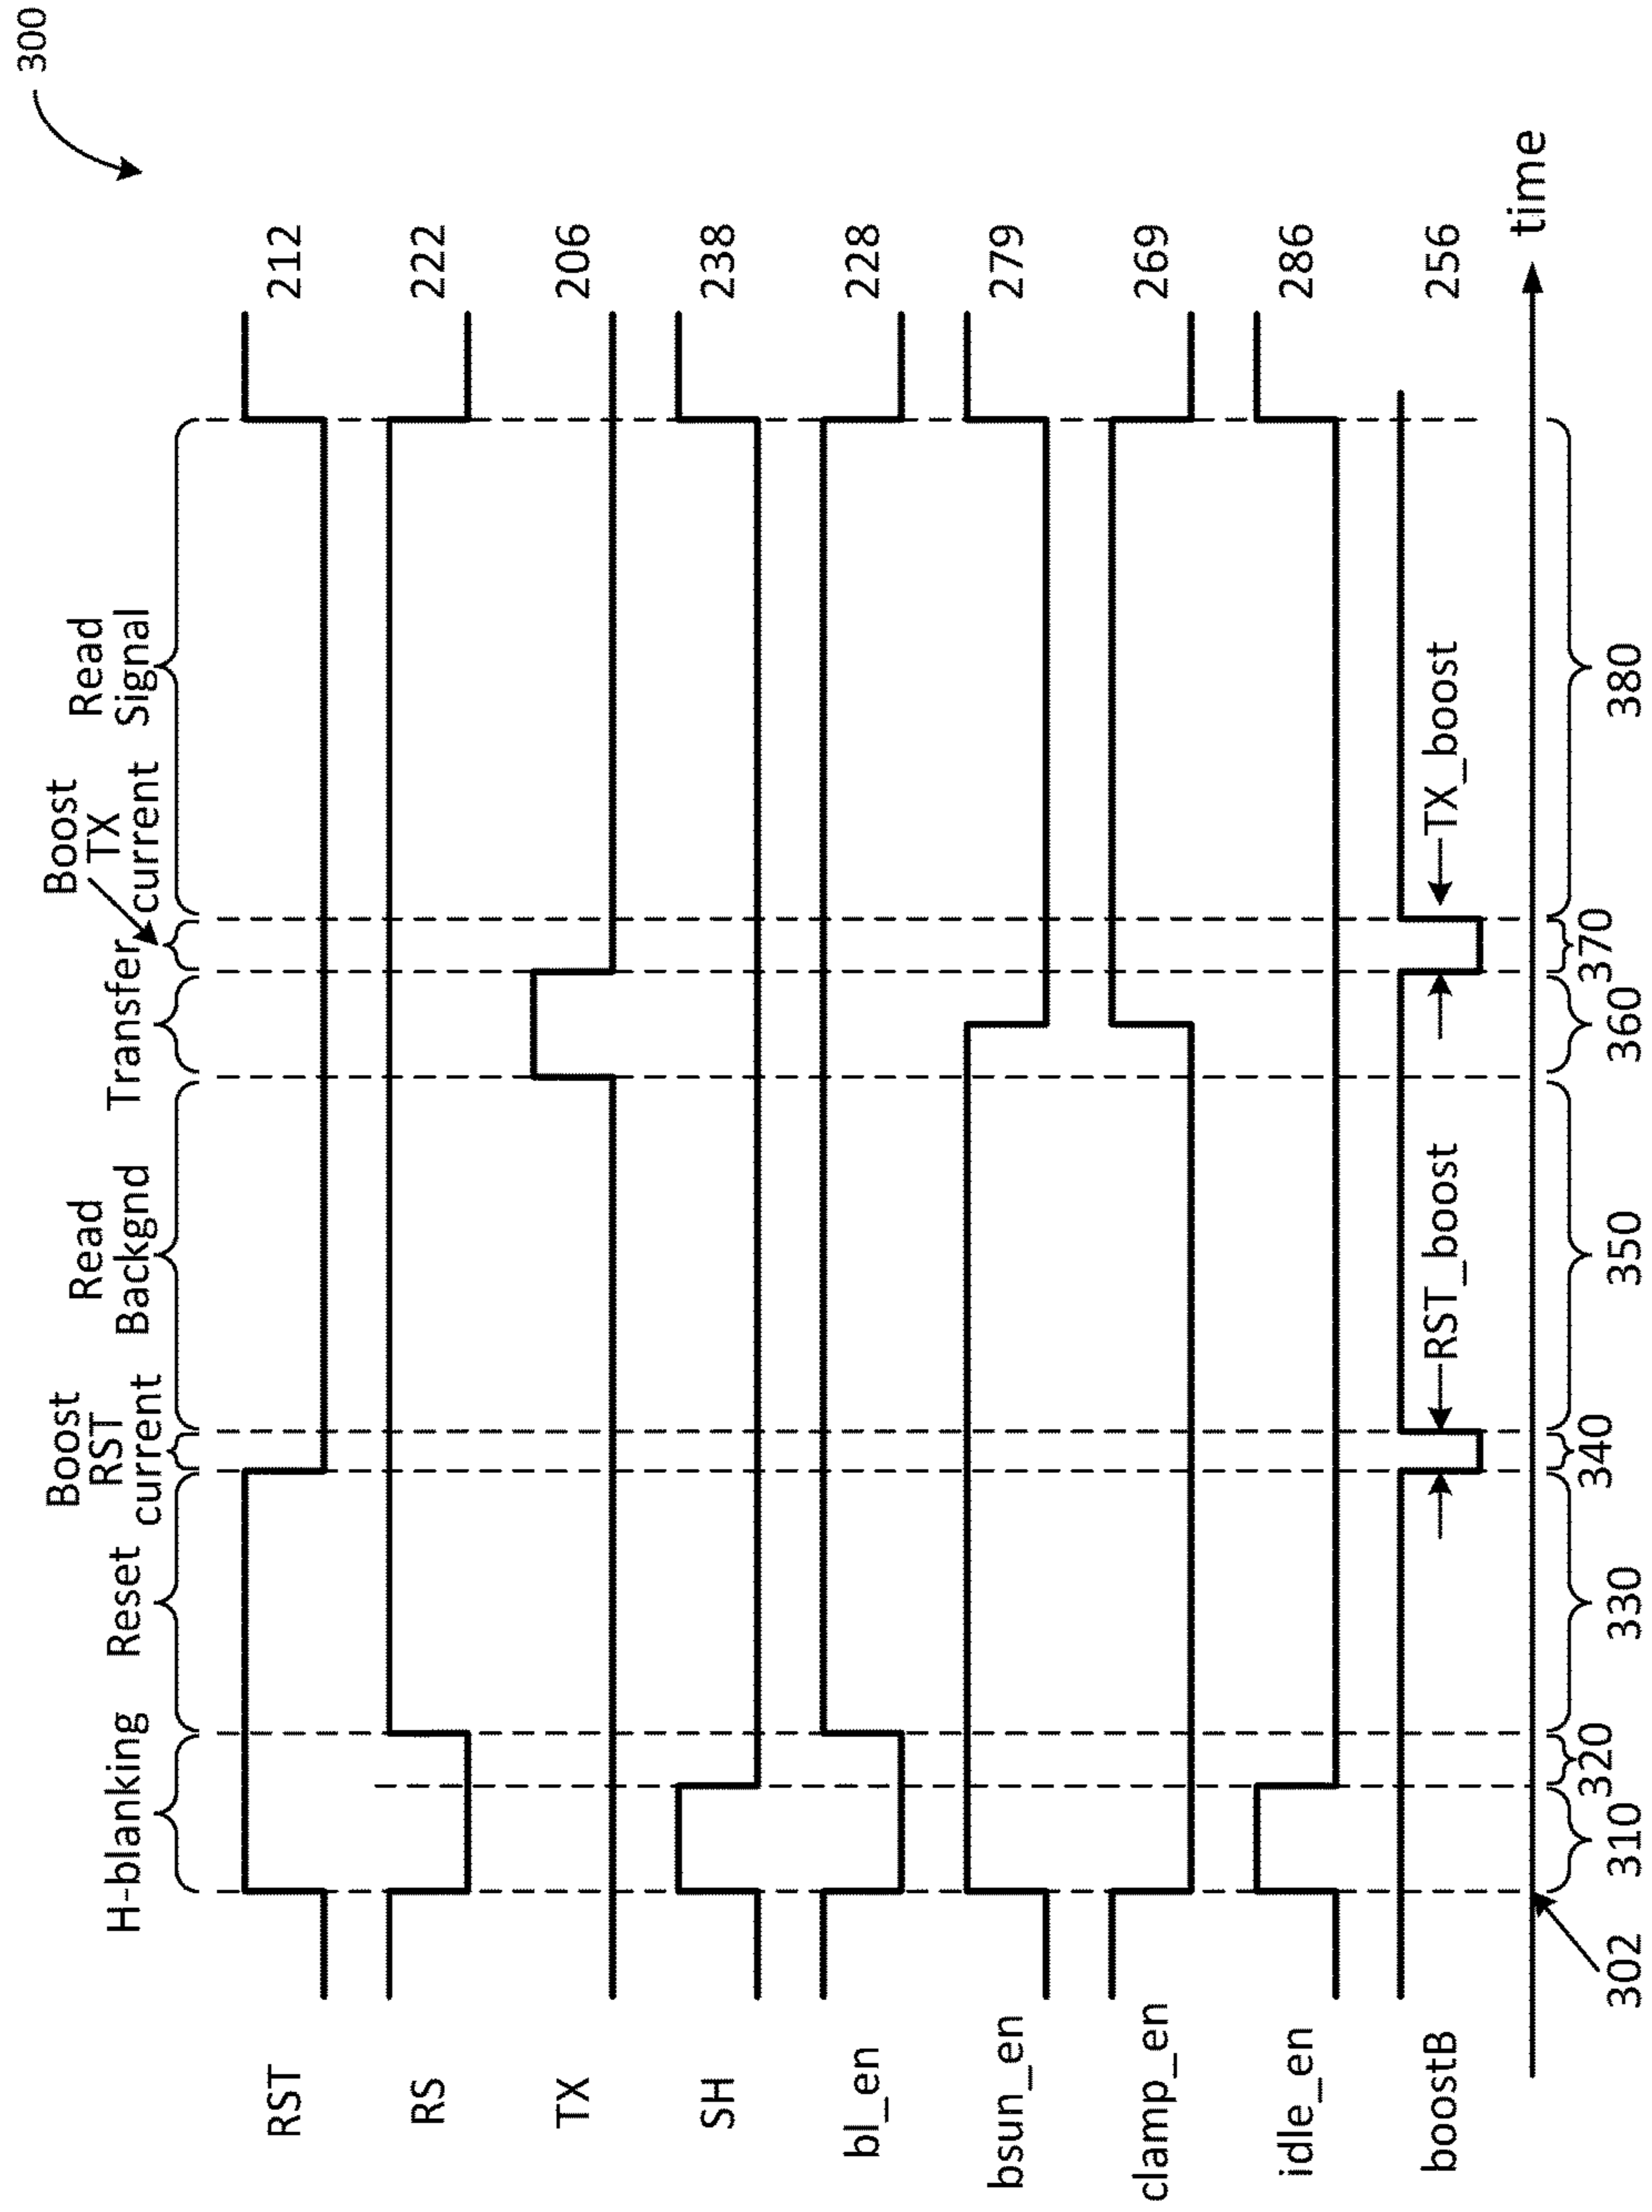 300
H-blanking
Reset
Boost
RST
current
Read
Backgnd
Transfer
Boost
TX
current
Read
Signal
RST
212
RS
222
TX
206
SH
238
bl_en
228
bsun_en
279
clamp_en
269
idle_en
286
boostB
RST_boost
TX_boost
256
time
302
310
320
330
340
350
360
370
380